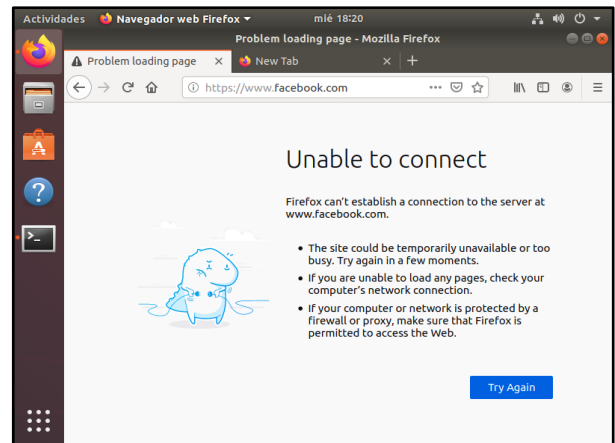 Actividades Navegador web Firefox ▾ mié 18:20
Problem loading page - Mozilla Firefox
Problem loading page × New Tab × +
https://www.facebook.com
Unable to connect
Firefox can't establish a connection to the server at
www.facebook.com.
• The site could be temporarily unavailable or too
busy. Try again in a few moments.
• If you are unable to load any pages, check your
computer's network connection.
• If your computer or network is protected by a
firewall or proxy, make sure that Firefox is
permitted to access the Web.
Try Again